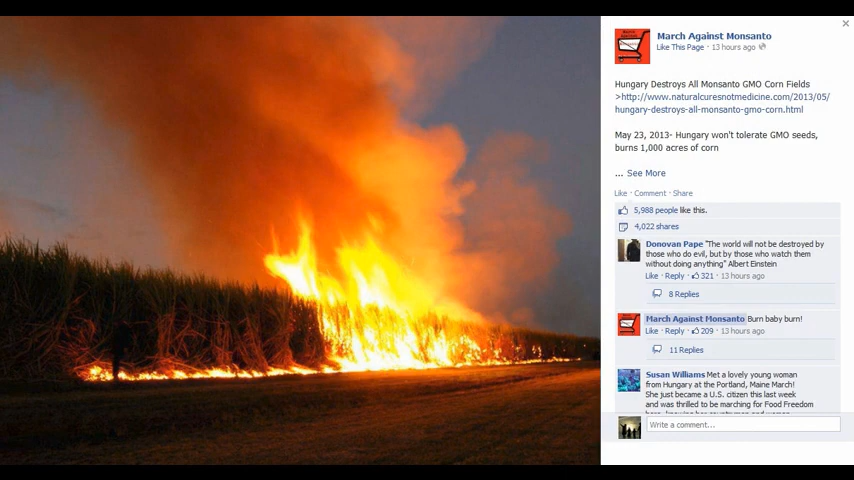 March Against Monsanto
Like This Page · 13 hours ago
Hungary Destroys All Monsanto GMO Corn Fields
>http://www.naturalcuresnotmedicine.com/2013/05/
hungary-destroys-all-monsanto-gmo-corn.html
May 23, 2013- Hungary won't tolerate GMO seeds,
burns 1,000 acres of corn
... See More
Like · Comment · Share
5,988 people like this.
4,022 shares
Donovan Pape "The world will not be destroyed by
those who do evil, but by those who watch them
without doing anything" Albert Einstein
Like · Reply · 321 · 13 hours ago
8 Replies
March Against Monsanto Burn baby burn!
Like · Reply · 209 · 13 hours ago
11 Replies
Susan Williams Met a lovely young woman
from Hungary at the Portland, Maine March!
She just became a U.S. citizen this last week
and was thrilled to be marching for Food Freedom
Write a comment...